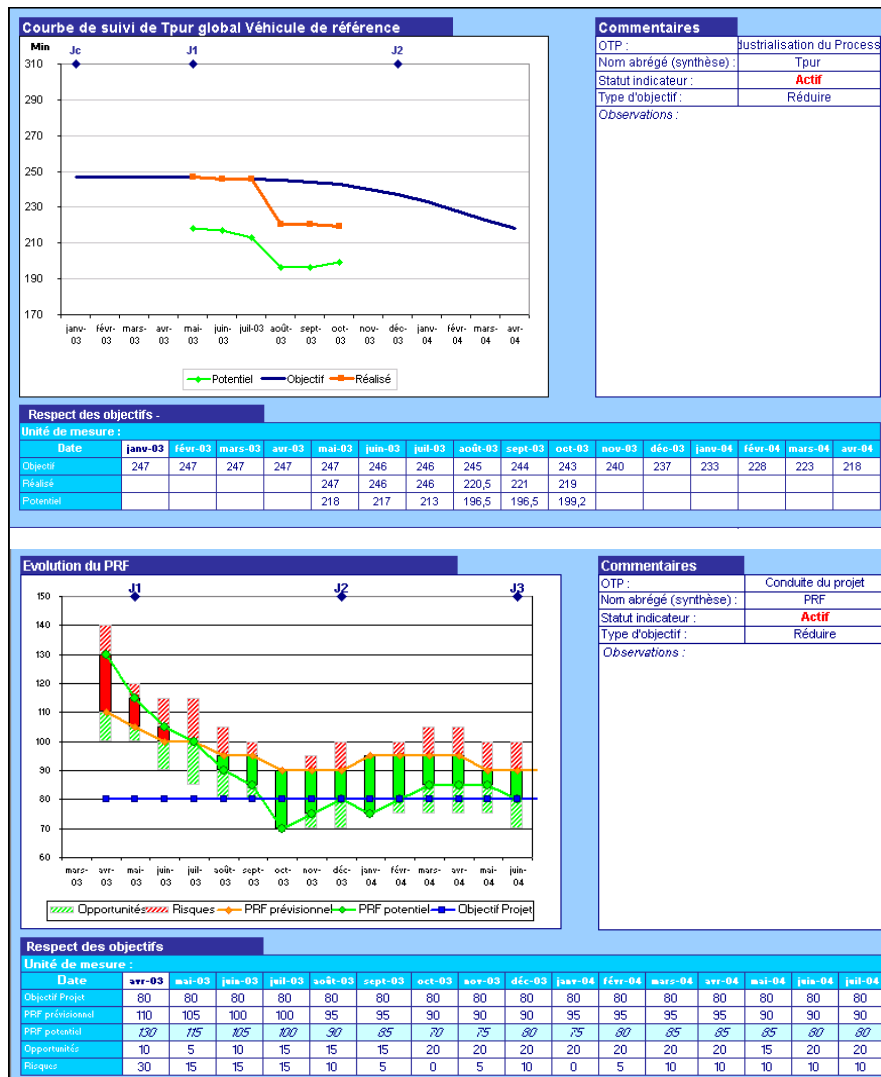 Courbe de suivi de Tpur global Véhicule de référence
Commentaires
Min
Jc J1 J2
OTP : dustrialisation du Process
Nom abrégé (synthèse) : Tpur
Statut indicateur : Actif
Type d'objectif : Réduire
Observations :
310
290
270
250
230
210
190
170
janv-03 févr-03 mars-03 avr-03 mai-03 juin-03 juil-03 août-03 sept-03 oct-03 nov-03 déc-03 janv-04 févr-04 mars-04 avr-04
Potentiel Objectif Réalisé
Respect des objectifs -
Unité de mesure :
Date janv-03 févr-03 mars-03 avr-03 mai-03 juin-03 juil-03 août-03 sept-03 oct-03 nov-03 déc-03 janv-04 févr-04 mars-04 avr-04
Objectif 247 247 247 247 247 246 246 245 244 243 240 237 233 228 223 218
Réalisé 247 246 246 220,5 221 219
Potentiel 218 217 213 196,5 196,5 199,2
Evolution du PRF
Commentaires
J1 J2 J3
OTP : Conduite du projet
Nom abrégé (synthèse) : PRF
Statut indicateur : Actif
Type d'objectif : Réduire
Observations :
150
140
130
120
110
100
90
80
70
60
mars-03 avr-03 mai-03 juin-03 juil-03 août-03 sept-03 oct-03 nov-03 déc-03 janv-04 févr-04 mars-04 avr-04 mai-04 juin-04
Opportunités Risques PRF prévisionnel PRF potentiel Objectif Projet
Respect des objectifs
Unité de mesure :
Date avr-03 mai-03 juin-03 juil-03 août-03 sept-03 oct-03 nov-03 déc-03 janv-04 févr-04 mars-04 avr-04 mai-04 juin-04 juil-04
Objectif Projet 80 80 80 80 80 80 80 80 80 80 80 80 80 80 80 80
PRF prévisionnel 110 105 100 100 95 95 90 90 90 95 95 95 95 90 90 90
PRF potentiel 130 115 105 100 90 85 70 75 80 75 80 85 85 85 80 80
Opportunités 10 5 10 15 15 15 20 20 20 20 20 20 20 15 20 20
Risques 30 15 15 15 10 5 0 5 10 0 5 10 10 10 10 10